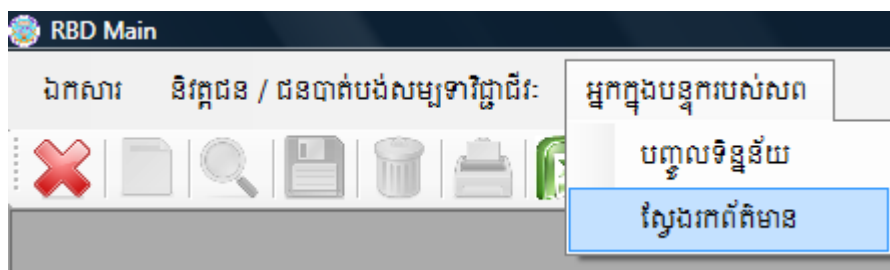 RBD Main
ឯកសារ និវត្តជន / ជនបាត់បង់សម្បទាវិជ្ជាជីវៈ អ្នកក្នុងបន្ទុករបស់សព
បញ្ចូលទិន្នន័យ
ស្វែងរកព័ត៌មាន